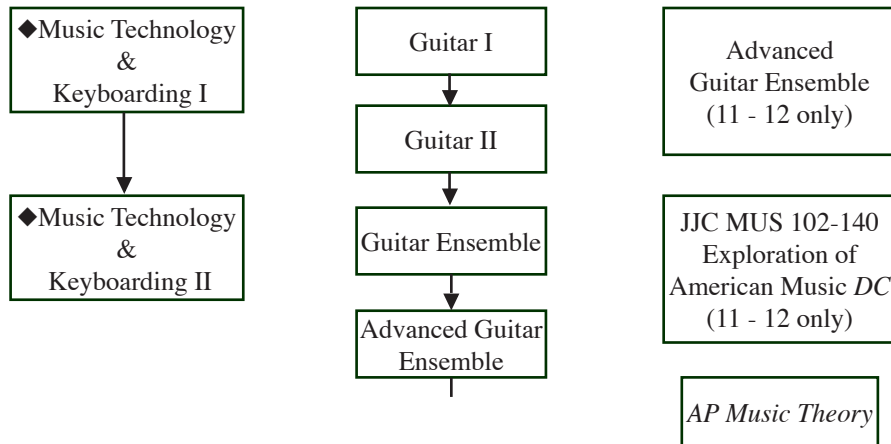 ◆Music Technology
&
Keyboarding I
◆Music Technology
&
Keyboarding II
Guitar I
Guitar II
Guitar Ensemble
Advanced Guitar
Ensemble
Advanced
Guitar Ensemble
(11 - 12 only)
JJC MUS 102-140
Exploration of
American Music DC
(11 - 12 only)
AP Music Theory